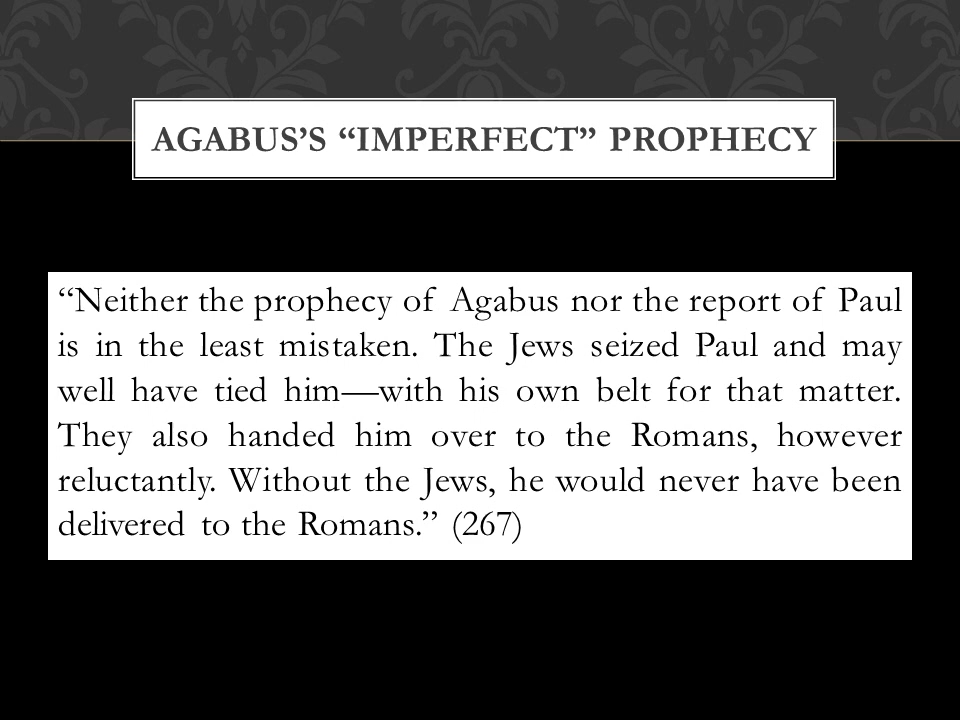 AGABUS’S “IMPERFECT” PROPHECY
“Neither the prophecy of Agabus nor the report of Paul
is in the least mistaken. The Jews seized Paul and may
well have tied him—with his own belt for that matter.
They also handed him over to the Romans, however
reluctantly. Without the Jews, he would never have been
delivered to the Romans.” (267)